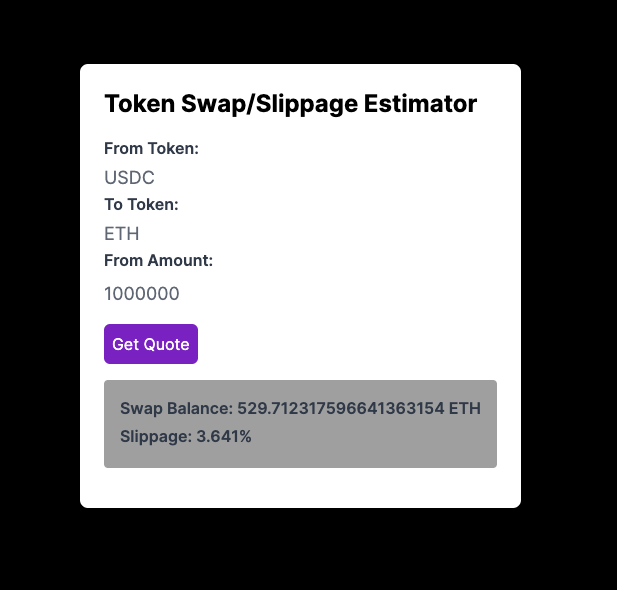 Token Swap/Slippage Estimator
From Token:
USDC
To Token:
ETH
From Amount:
1000000
Get Quote
Swap Balance: 529.712317596641363154 ETH
Slippage: 3.641%